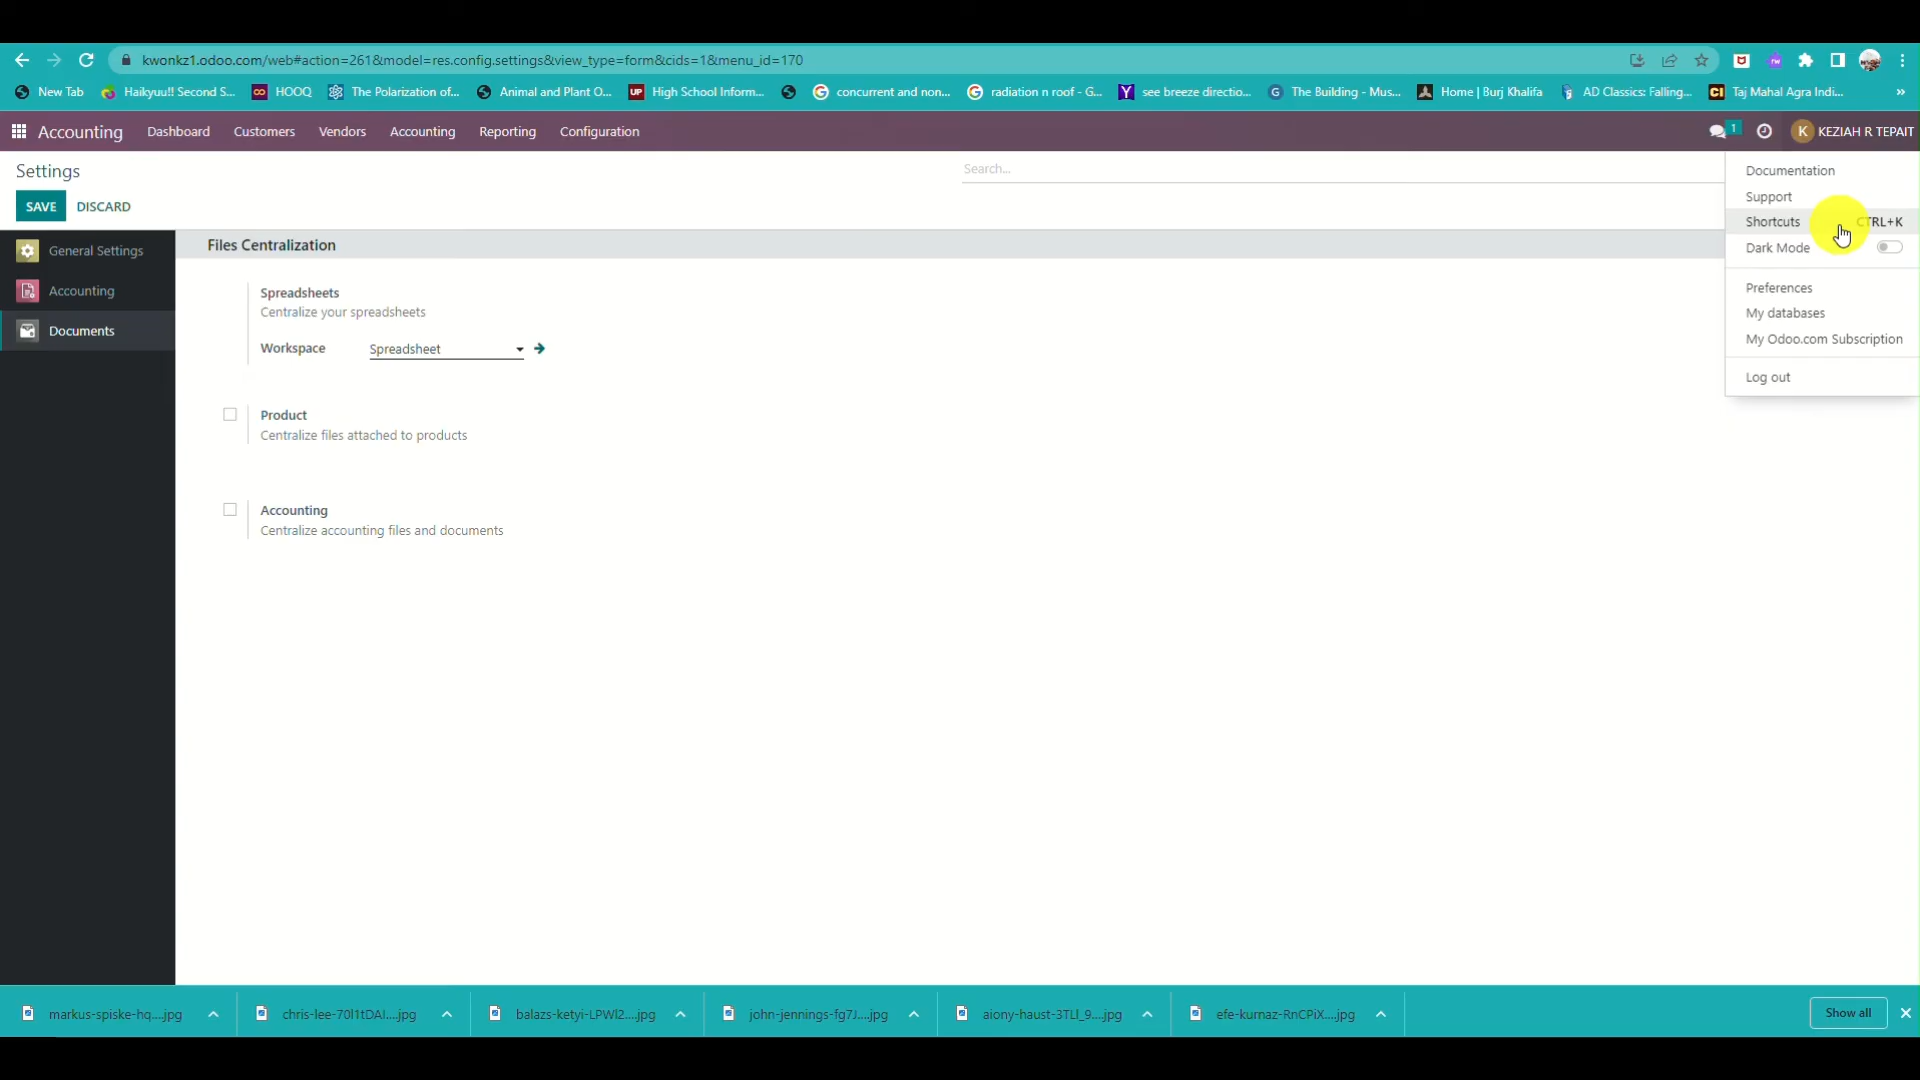 kwonkz1.odoo.com/web#action=261&model=res.config.settings&view_type=form&cids=1&menu_id=170
New Tab Haikyuu!! Second S... HOOQ The Polarization of... Animal and Plant O... UP High School Inform... concurrent and non... radiation n roof - G... Y see breeze directio... The Building - Mus... Home | Burj Khalifa AD Classics: Falling... CI Taj Mahal Agra Indi... »
Accounting Dashboard Customers Vendors Accounting Reporting Configuration 1 K KEZIAH R TEPAIT
Settings Search...
SAVE DISCARD
Documentation
Support
Shortcuts CTRL+K
Dark Mode
Preferences
My databases
My Odoo.com Subscription
Log out
General Settings
Accounting
Documents
Files Centralization
Spreadsheets
Centralize your spreadsheets
Workspace Spreadsheet
Product
Centralize files attached to products
Accounting
Centralize accounting files and documents
markus-spiske-hq....jpg chris-lee-70l1tDAI....jpg balazs-ketyi-LPWl2....jpg john-jennings-fg7J....jpg aiony-haust-3TLl_9....jpg efe-kurnaz-RnCPiX....jpg Show all